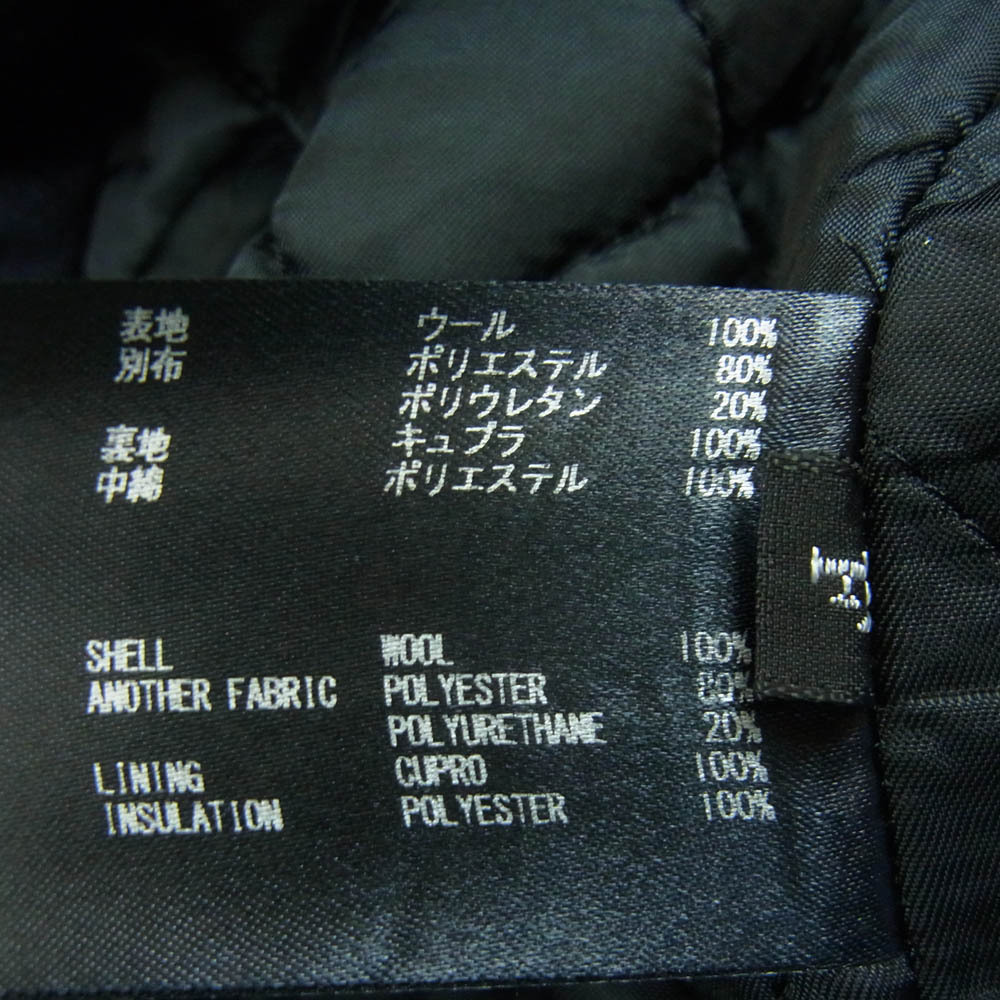 表地 ウール 100%
別布 ポリエステル 80%
ポリウレタン 20%
裏地 キュプラ 100%
中綿 ポリエステル 100%
SHELL WOOL 100%
ANOTHER FABRIC POLYESTER 80%
POLYURETHANE 20%
LINING CUPRO 100%
INSULATION POLYESTER 100%